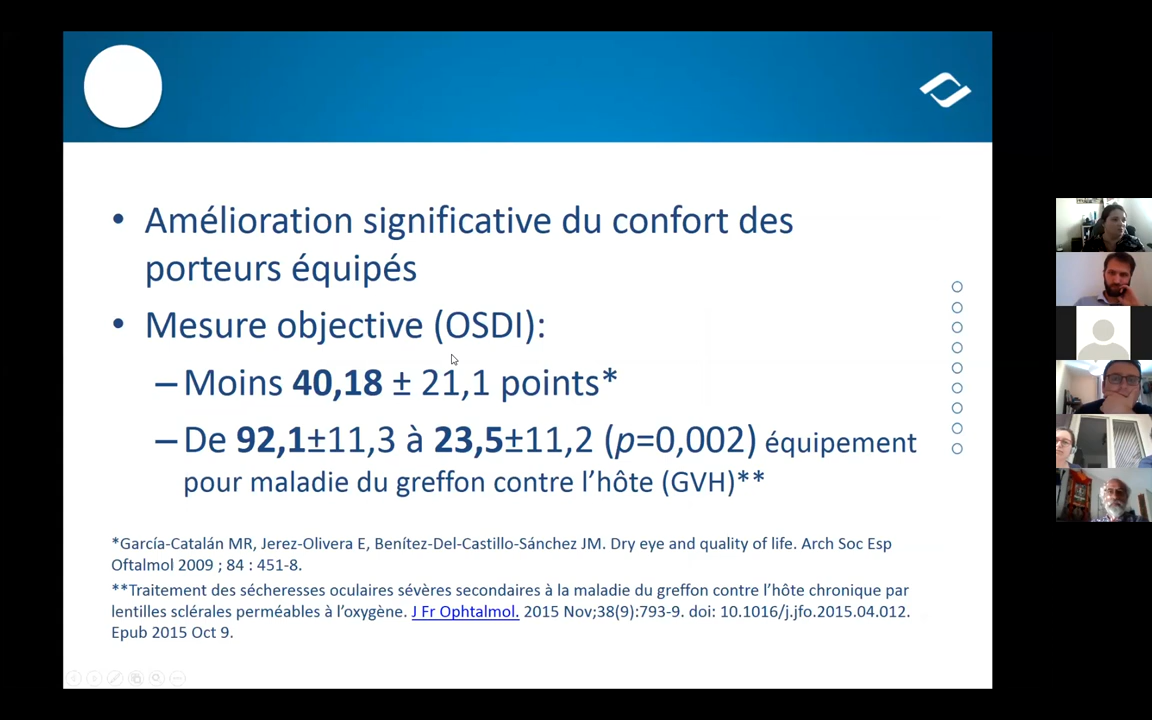 • Amélioration significative du confort des
porteurs équipés
• Mesure objective (OSDI):
– Moins 40,18 ± 21,1 points*
– De 92,1±11,3 à 23,5±11,2 (p=0,002) équipement
pour maladie du greffon contre l’hôte (GVH)**
*García-Catalán MR, Jerez-Olivera E, Benítez-Del-Castillo-Sánchez JM. Dry eye and quality of life. Arch Soc Esp
Oftalmol 2009 ; 84 : 451-8.
**Traitement des sécheresses oculaires sévères secondaires à la maladie du greffon contre l’hôte chronique par
lentilles sclérales perméables à l’oxygène. J Fr Ophtalmol. 2015 Nov;38(9):793-9. doi: 10.1016/j.jfo.2015.04.012.
Epub 2015 Oct 9.